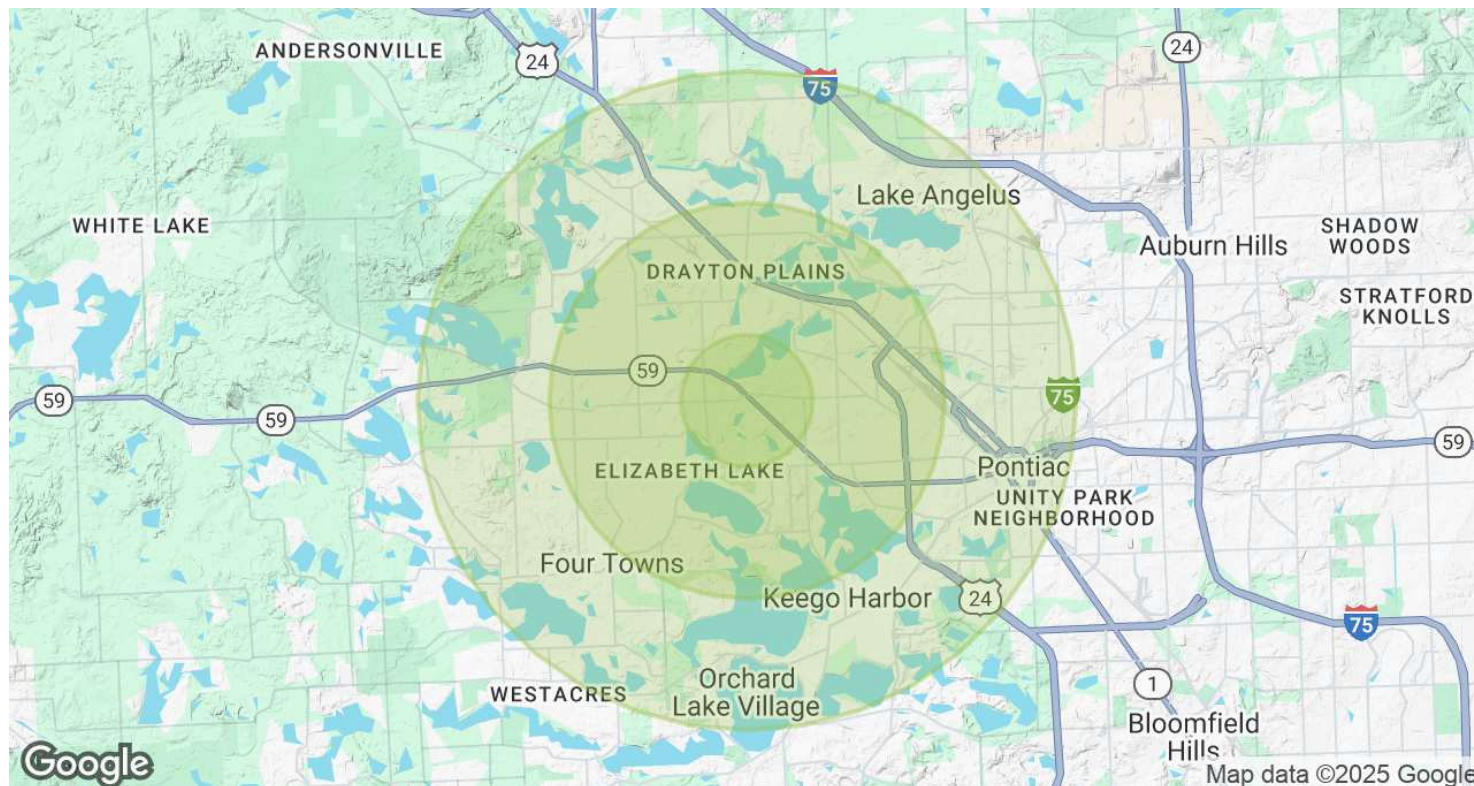 ANDERSONVILLE
24
24
75
Lake Angelus
WHITE LAKE
SHADOW
WOODS
Auburn Hills
DRAYTON PLAINS
STRATFORD
KNOLLS
59
59
59
75
59
Pontiac
ELIZABETH LAKE
UNITY PARK
NEIGHBORHOOD
Four Towns
Keego Harbor
24
75
Orchard
Lake Village
WESTACRES
1
Bloomfield
Hills
Google
Map data ©2025 Google